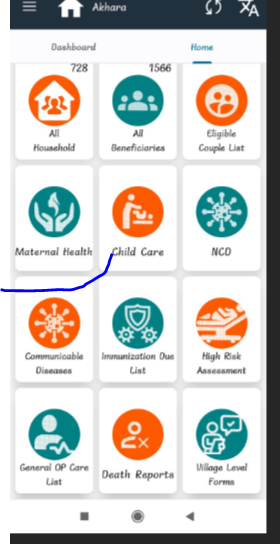 Akhara
Dashboard Home
728 1566
All
Household
All
Beneficiaries
Eligible
Couple List
Maternal Health
Child Care
NCD
Communicable
Diseases
Immunization Due
List
High Risk
Assessment
General OP Care
List
Death Reports
Village Level
Forms